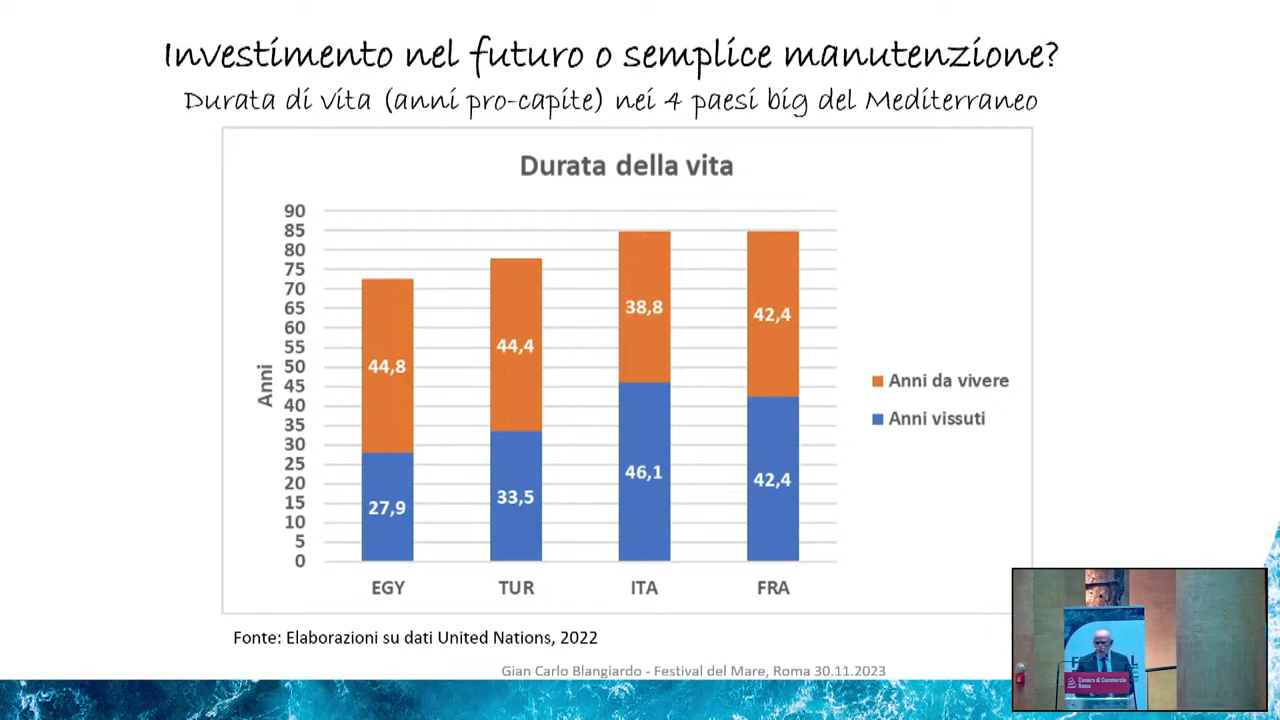 Investimento nel futuro o semplice manutenzione?
Durata di vita (anni pro-capite) nei 4 paesi big del Mediterraneo
Durata della vita
90
85
80
75
70
65
60
55
50
45
40
35
30
25
20
15
10
5
0
Anni
44,8
44,4
38,8
42,4
27,9
33,5
46,1
42,4
EGY
TUR
ITA
FRA
Anni da vivere
Anni vissuti
Fonte: Elaborazioni su dati United Nations, 2022
Gian Carlo Blangiardo - Festival del Mare, Roma 30.11.2023
Camera di Commercio
Roma